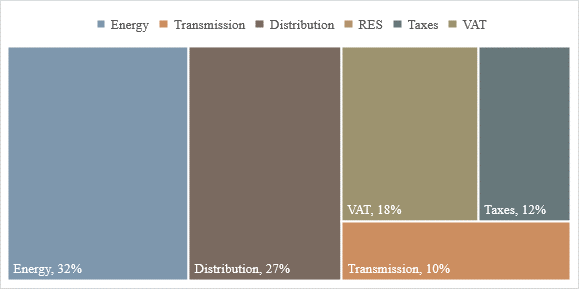 Energy Transmission Distribution RES Taxes VAT
VAT, 18%
Taxes, 12%
Energy, 32%
Distribution, 27%
Transmission, 10%